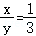 x/y = 1/3